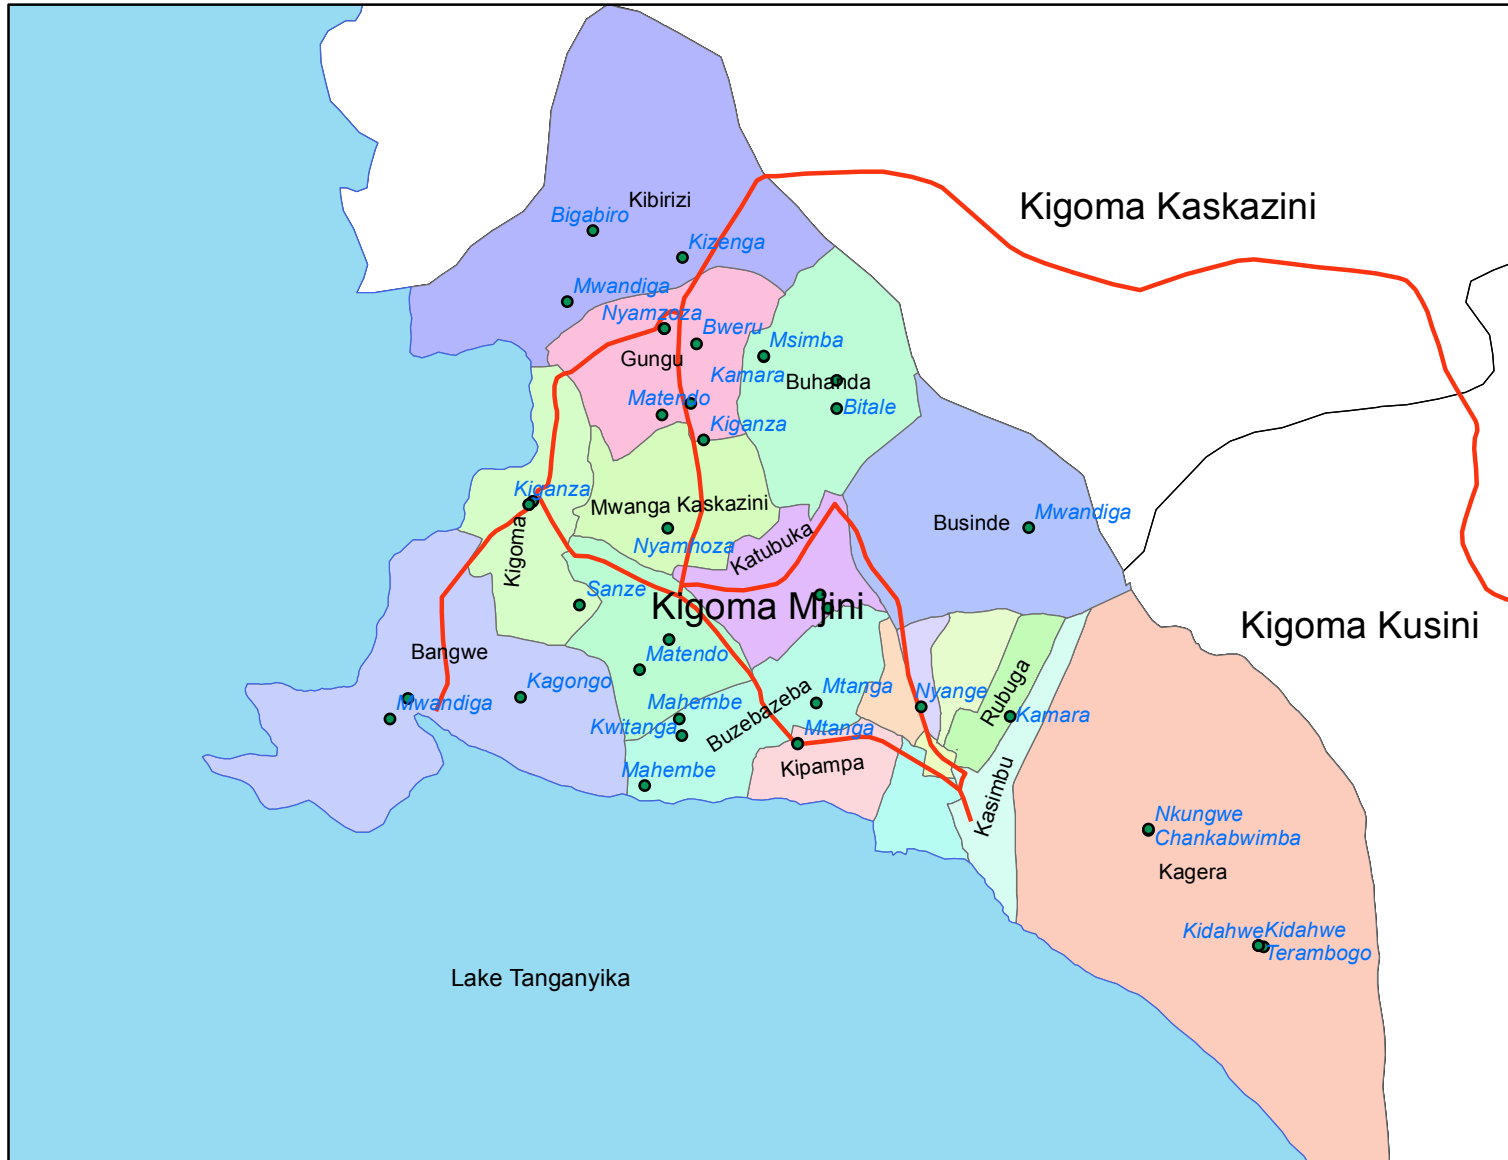 Kibirizi
Kigoma Kaskazini
Bigabiro
Kizenga
Mwandiga
Nyamzoza
Bweru
Msimba
Gungu
Kamara
Buhanda
Matendo
Bitale
Kiganza
Kiganza
Mwanga Kaskazini
Businde
Mwandiga
Nyamhoza
Katubuka
Kigoma
Sanze
Kigoma Mjini
Kigoma Kusini
Bangwe
Matendo
Rubuga
Kagongo
Mwandiga
Mahembe
Mtanga
Nyange
Kamara
Kwitanga
Buzebazeba
Mtanga
Mahembe
Kipampa
Kasimbu
Nkungwe
Chankabwimba
Kagera
Kidahwe
Kidahwe
Terambogo
Lake Tanganyika